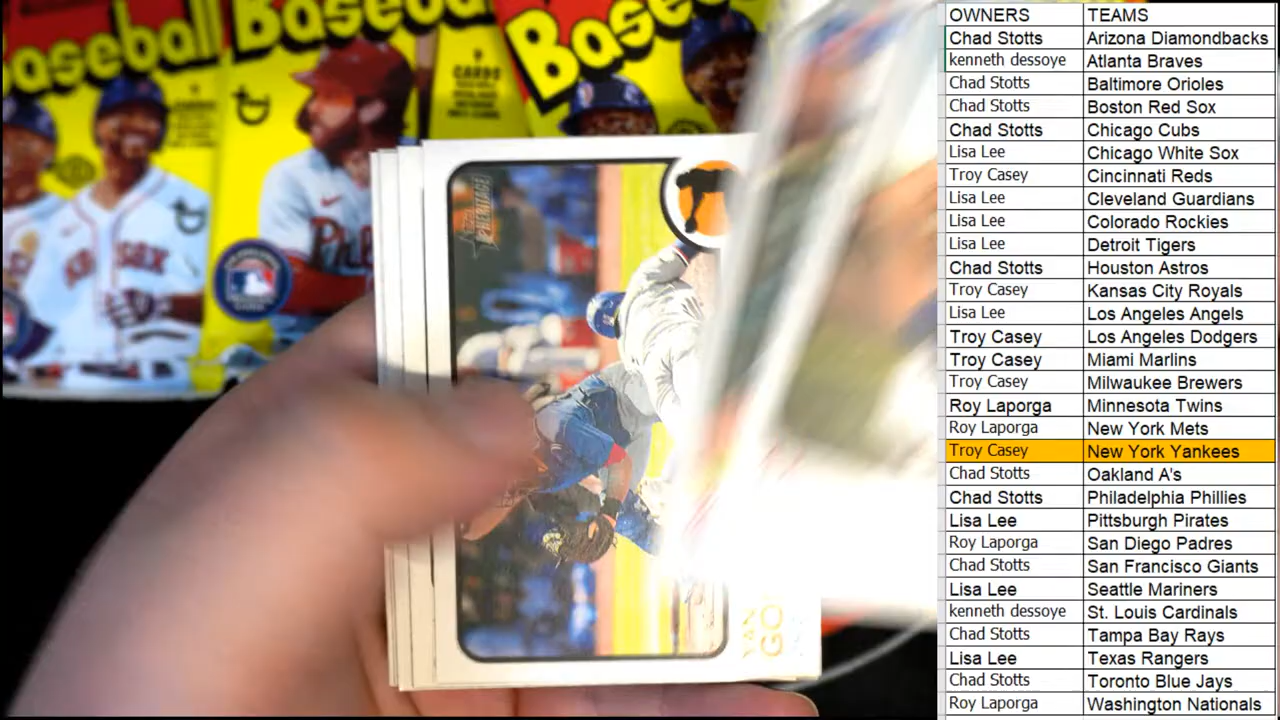 Baseball
Baseball
CARDS
Phi
HERITAGE
GO
OWNERS TEAMS
Chad Stotts Arizona Diamondbacks
kenneth dessoye Atlanta Braves
Chad Stotts Baltimore Orioles
Chad Stotts Boston Red Sox
Chad Stotts Chicago Cubs
Lisa Lee Chicago White Sox
Troy Casey Cincinnati Reds
Lisa Lee Cleveland Guardians
Lisa Lee Colorado Rockies
Lisa Lee Detroit Tigers
Chad Stotts Houston Astros
Troy Casey Kansas City Royals
Lisa Lee Los Angeles Angels
Troy Casey Los Angeles Dodgers
Troy Casey Miami Marlins
Troy Casey Milwaukee Brewers
Roy Laporga Minnesota Twins
Roy Laporga New York Mets
Troy Casey New York Yankees
Chad Stotts Oakland A's
Chad Stotts Philadelphia Phillies
Lisa Lee Pittsburgh Pirates
Roy Laporga San Diego Padres
Chad Stotts San Francisco Giants
Lisa Lee Seattle Mariners
kenneth dessoye St. Louis Cardinals
Chad Stotts Tampa Bay Rays
Lisa Lee Texas Rangers
Chad Stotts Toronto Blue Jays
Roy Laporga Washington Nationals